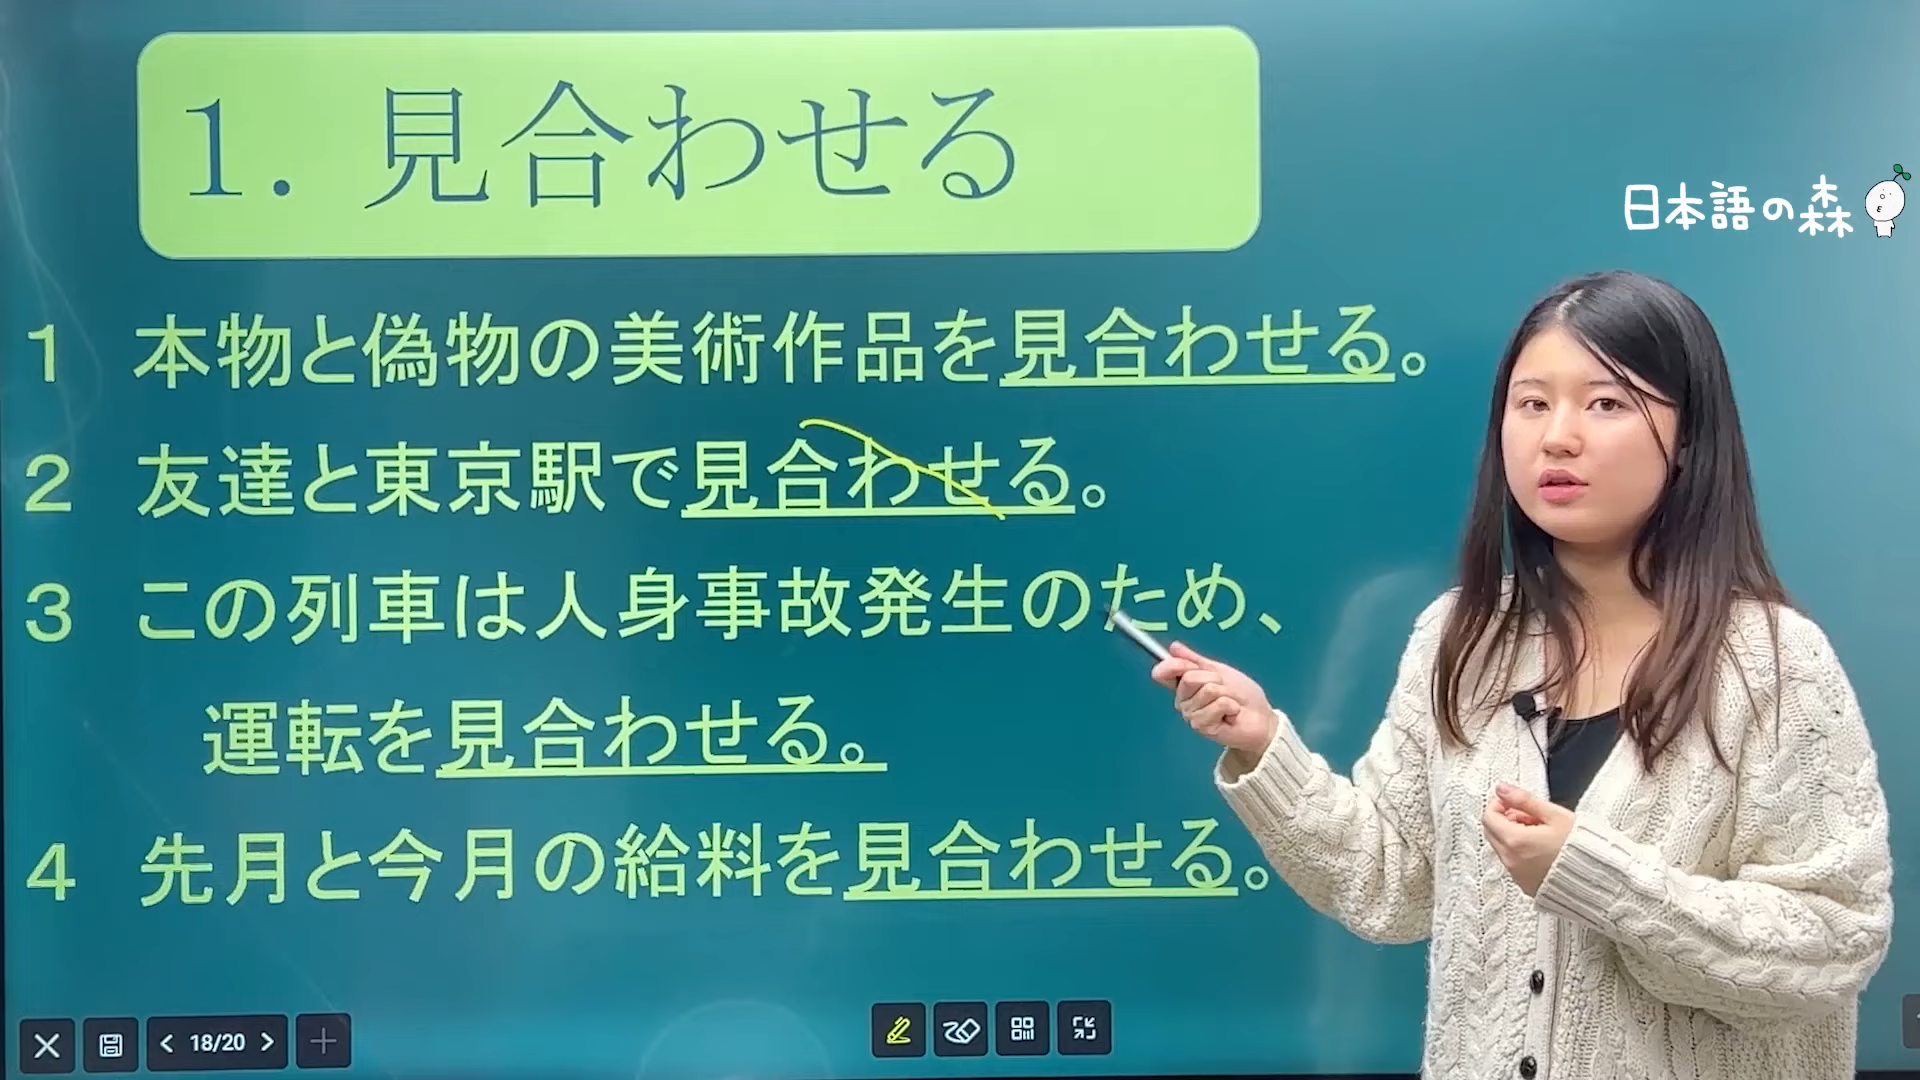 1. 見合わせる
日本語の森
1 本物と偽物の美術作品を見合わせる。
2 友達と東京駅で見合わせる。
3 この列車は人身事故発生のため、
運転を見合わせる。
4 先月と今月の給料を見合わせる。
18/20